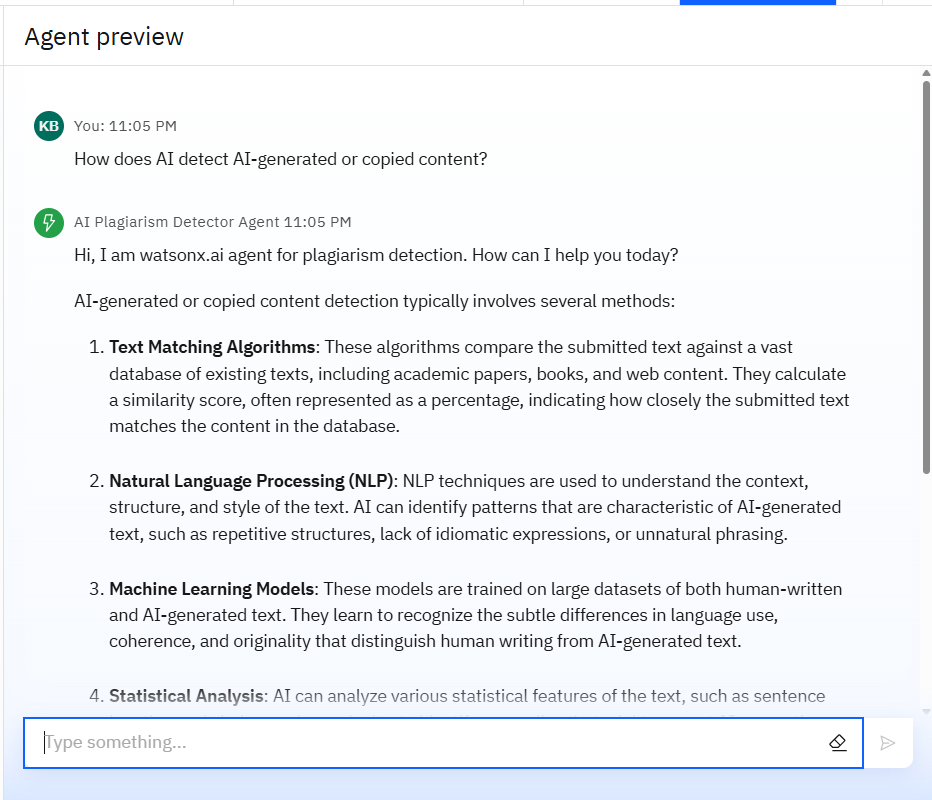 Agent preview
KB
You: 11:05 PM
How does AI detect AI-generated or copied content?
AI Plagiarism Detector Agent 11:05 PM
Hi, I am watsonx.ai agent for plagiarism detection. How can I help you today?
AI-generated or copied content detection typically involves several methods:
1. Text Matching Algorithms: These algorithms compare the submitted text against a vast
database of existing texts, including academic papers, books, and web content. They calculate
a similarity score, often represented as a percentage, indicating how closely the submitted text
matches the content in the database.
2. Natural Language Processing (NLP): NLP techniques are used to understand the context,
structure, and style of the text. AI can identify patterns that are characteristic of AI-generated
text, such as repetitive structures, lack of idiomatic expressions, or unnatural phrasing.
3. Machine Learning Models: These models are trained on large datasets of both human-written
and AI-generated text. They learn to recognize the subtle differences in language use,
coherence, and originality that distinguish human writing from AI-generated text.
4. Statistical Analysis: AI can analyze various statistical features of the text, such as sentence
Type something...